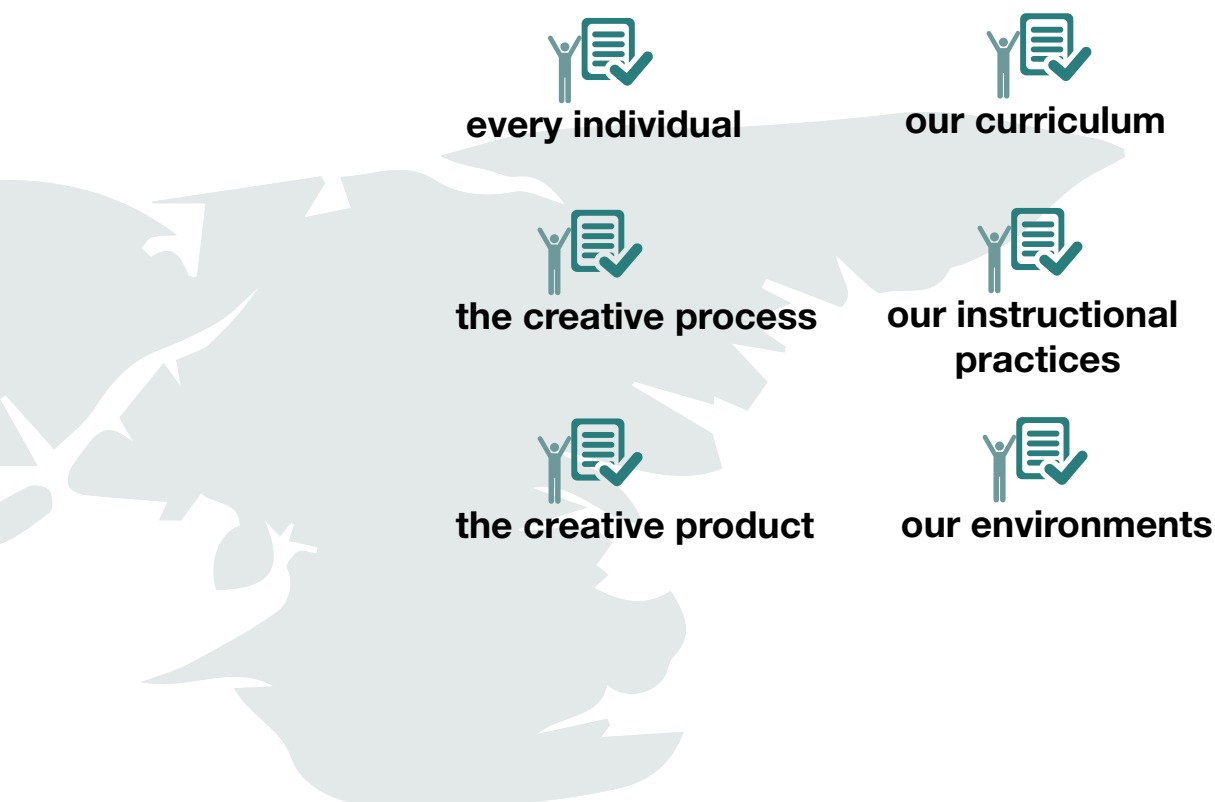 every individual
our curriculum
the creative process
our instructional
practices
the creative product
our environments